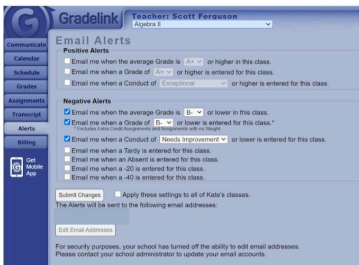 Gradelink
Teacher: Scott Ferguson
Algebra II
Communicate
Calendar
Schedule
Grades
Assignments
Transcript
Alerts
Billing
Get
Mobile
App
Email Alerts
Positive Alerts
Email me when the average Grade is A+ or higher in this class.
Email me when a Grade of A+ or higher is entered for this class.
Email me when a Conduct of Exceptional or higher is entered for this class.
Negative Alerts
Email me when the average Grade is B- or lower in this class.
Email me when a Grade of B- or lower is entered for this class.*
* Excludes Extra Credit Assignments and Assignments with no Weight
Email me when a Conduct of Needs Improvement or lower is entered for this class.
Email me when a Tardy is entered for this class.
Email me when an Absent is entered for this class.
Email me when a -20 is entered for this class.
Email me when a -40 is entered for this class.
Submit Changes Apply these settings to all of Kate's classes.
The Alerts will be sent to the following email addresses:
Edit Email Addresses
For security purposes, your school has turned off the ability to edit email addresses.
Please contact your school administrator to update your email accounts.